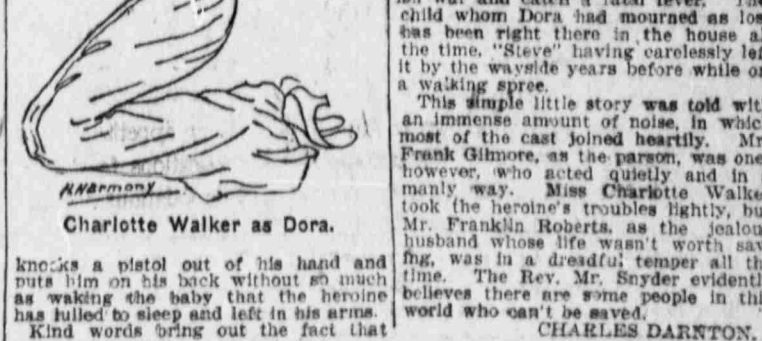 H.Harmony
Charlotte Walker as Dora.
knocks a pistol out of his hand and
puts him on his back without so much
as waking the baby that the heroine
has lulled to sleep and left in his arms.
Kind words bring out the fact that
child whom Dora had mourned as los
has been right there in the house a
the time, "Steve" having carelessly lef
it by the wayside years before while o
a walking spree.
This simple little story was told wit
an immense amount of noise, in whic
most of the cast joined heartily. Mr
Frank Gilmore, as the parson, was one
however, who acted quietly and in
manly way. Miss Charlotte Walke
took the heroine's troubles lightly, bu
Mr. Franklin Roberts, as the jealou
husband whose life wasn't worth sav
ing, was in a dreadful temper all th
time. The Rev. Mr. Snyder evidentl
believes there are some people in thi
world who can't be saved.
CHARLES DARNTON.